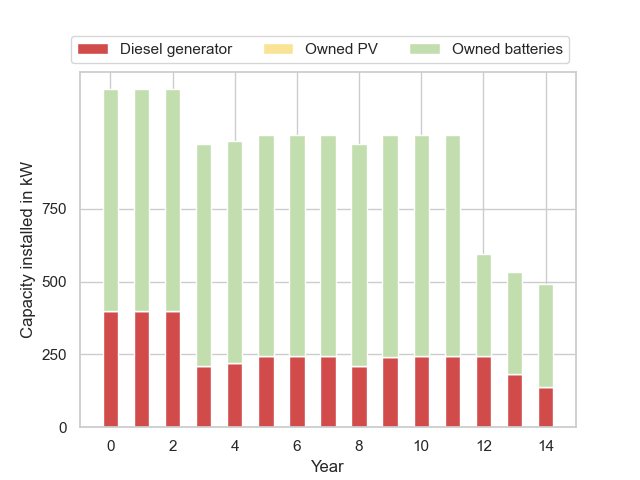 Diesel generator Owned PV Owned batteries
Capacity installed in kW
750
500
250
0
0 2 4 6 8 10 12 14
Year